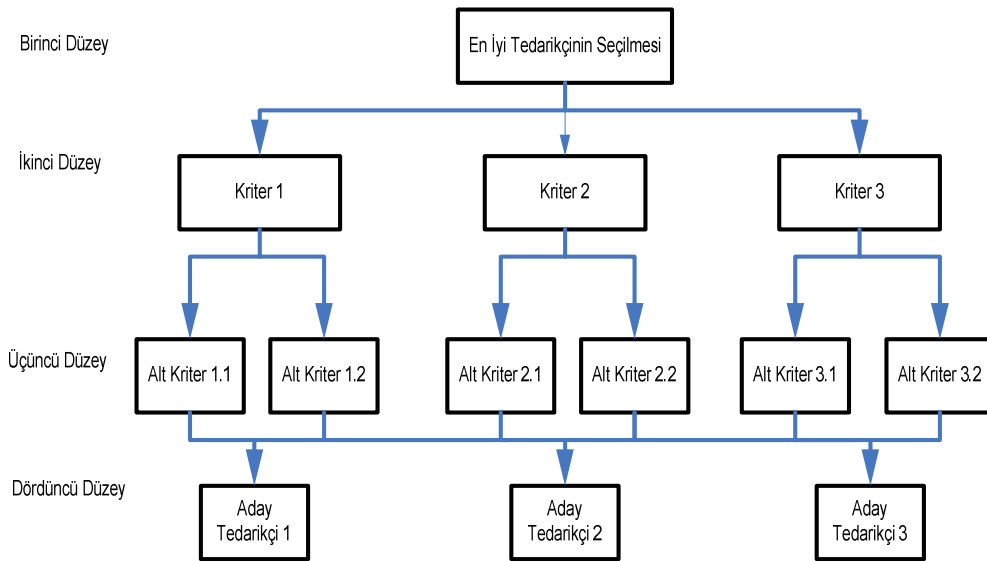 Birinci Düzey
En İyi Tedarikçinin Seçilmesi
İkinci Düzey
Kriter 1
Kriter 2
Kriter 3
Üçüncü Düzey
Alt Kriter 1.1
Alt Kriter 1.2
Alt Kriter 2.1
Alt Kriter 2.2
Alt Kriter 3.1
Alt Kriter 3.2
Dördüncü Düzey
Aday
Tedarikçi 1
Aday
Tedarikçi 2
Aday
Tedarikçi 3